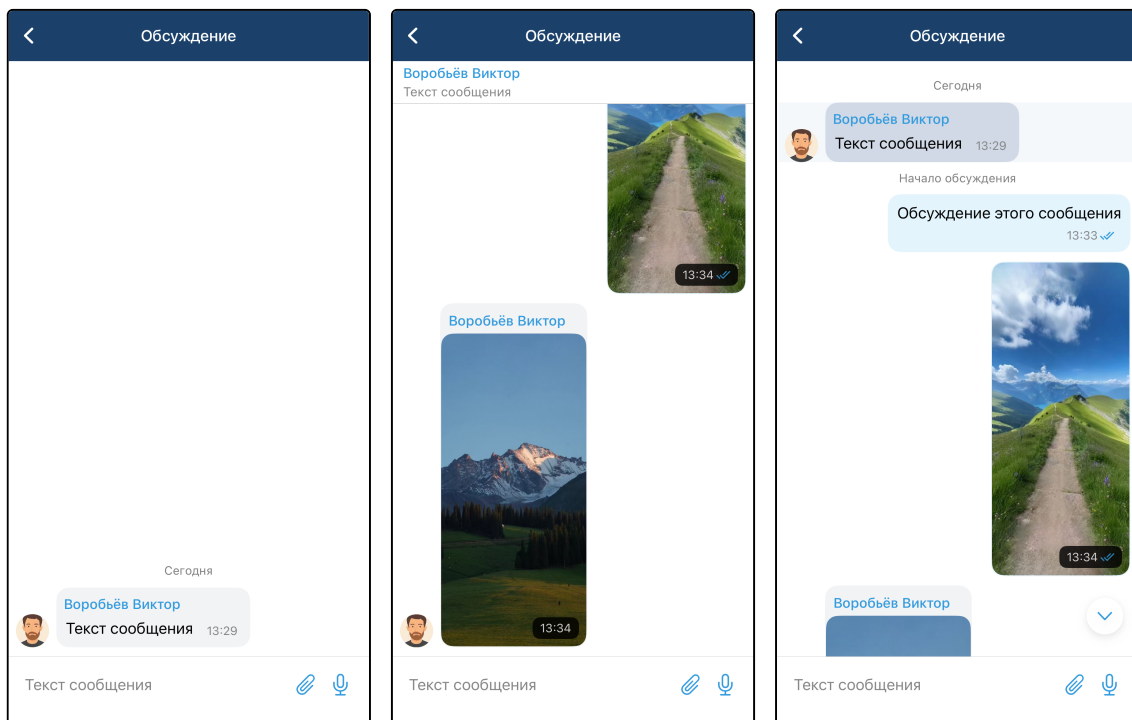 Обсуждение
Сегодня
Воробьёв Виктор
Текст сообщения 13:29
Текст сообщения
Обсуждение
Воробьёв Виктор
Текст сообщения
13:34
Воробьёв Виктор
13:34
Текст сообщения
Обсуждение
Сегодня
Воробьёв Виктор
Текст сообщения 13:29
Начало обсуждения
Обсуждение этого сообщения
13:33
13:34
Воробьёв Виктор
Текст сообщения